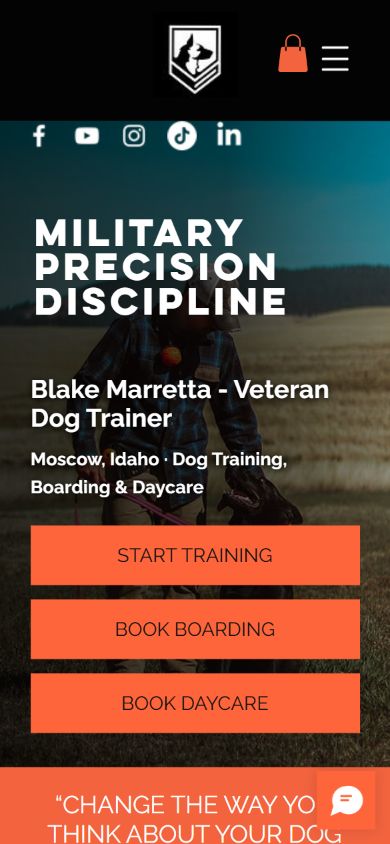 MILITARY
PRECISION
DISCIPLINE
Blake Marretta - Veteran
Dog Trainer
Moscow, Idaho · Dog Training,
Boarding & Daycare
START TRAINING
BOOK BOARDING
BOOK DAYCARE
“CHANGE THE WAY
THINK ABOUT YOUR DOG